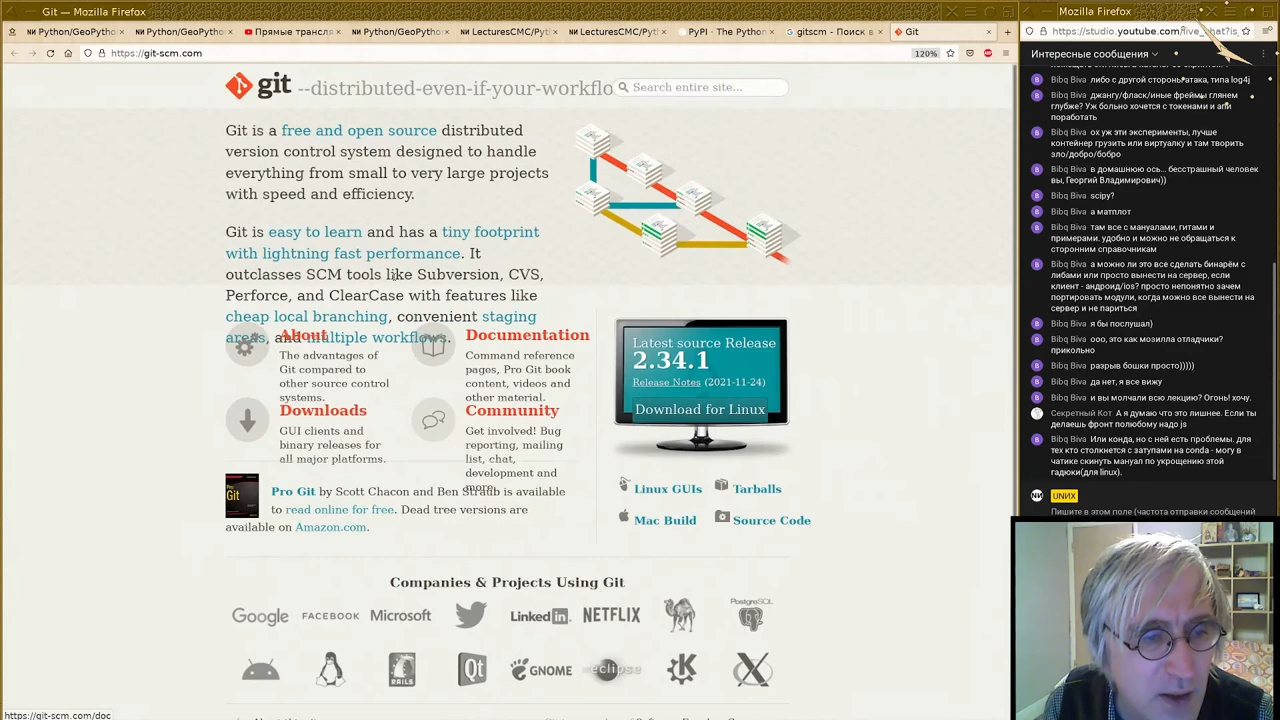 Git — Mozilla Firefox
Mozilla Firefox
Python/GeoPyth
Python/GeoPyth
Прямые трансля
Python/GeoPytho
LecturesCMC/Pyt
LecturesCMC/Pyt
PyPI · The Python
gitscm - Поиск в
Git
https://git-scm.com
120%
https://studio.youtube.com/live_chat?is_
git --distributed-even-if-your-workflo
Search entire site...
Git is a free and open source distributed
version control system designed to handle
everything from small to very large projects
with speed and efficiency.
Git is easy to learn and has a tiny footprint
with lightning fast performance. It
outclasses SCM tools like Subversion, CVS,
Perforce, and ClearCase with features like
cheap local branching, convenient staging
areas, and multiple workflows.
About
The advantages of
Git compared to
other source control
systems.
Documentation
Command reference
pages, Pro Git book
content, videos and
other material.
Downloads
GUI clients and
binary releases for
all major platforms.
Community
Get involved! Bug
reporting, mailing
list, chat,
development and
more.
Latest source Release
2.34.1
Release Notes (2021-11-24)
Download for Linux
Pro Git by Scott Chacon and Ben Straub is available
to read online for free. Dead tree versions are
available on Amazon.com.
Pro
Git
Linux GUIs
Tarballs
Mac Build
Source Code
Companies & Projects Using Git
Google
FACEBOOK
Microsoft
Linked in
NETFLIX
PostgreSQL
RAILS
Qt
GNOME
eclipse
https://git-scm.com/doc
Интересные сообщения
Bibq Biva либо с другой стороны атака, типа log4j
Bibq Biva джангу/фласк/иные фреймы глянем
глубже? Уж больно хочется с токенами и апи
поработать
Bibq Biva ох уж эти эксперименты, лучше
контейнер грузить или виртуалку и там творить
зло/добро/бобро
Bibq Biva в домашнюю ось... бесстрашный человек
вы, Георгий Владимирович))
Bibq Biva scipy?
Bibq Biva а матплот
Bibq Biva там все с мануалами, гитами и
примерами. удобно и можно не обращаться к
сторонним справочникам
Bibq Biva а можно ли это все сделать бинарём с
либами или просто вынести на сервер, если
клиент - андроид/ios? просто непонятно зачем
портировать модули, когда можно все вынести на
сервер и не париться
Bibq Biva я бы послушал)
Bibq Biva ооо, это как мозилла отладчики?
прикольно
Bibq Biva разрыв бошки просто)))))
Bibq Biva да нет, я все вижу
Bibq Biva и вы молчали всю лекцию? Огонь! хочу.
Секретный Кот А я думаю что это лишнее. Если ты
делаешь фронт полюбому надо js
Bibq Biva Или конда, но с ней есть проблемы. для
тех кто столкнется с затупами на conda - могу в
чатике скинуть мануал по укрощению этой
гадюки(для linux).
UNИX
Пишите в этом поле (частота отправки сообщений